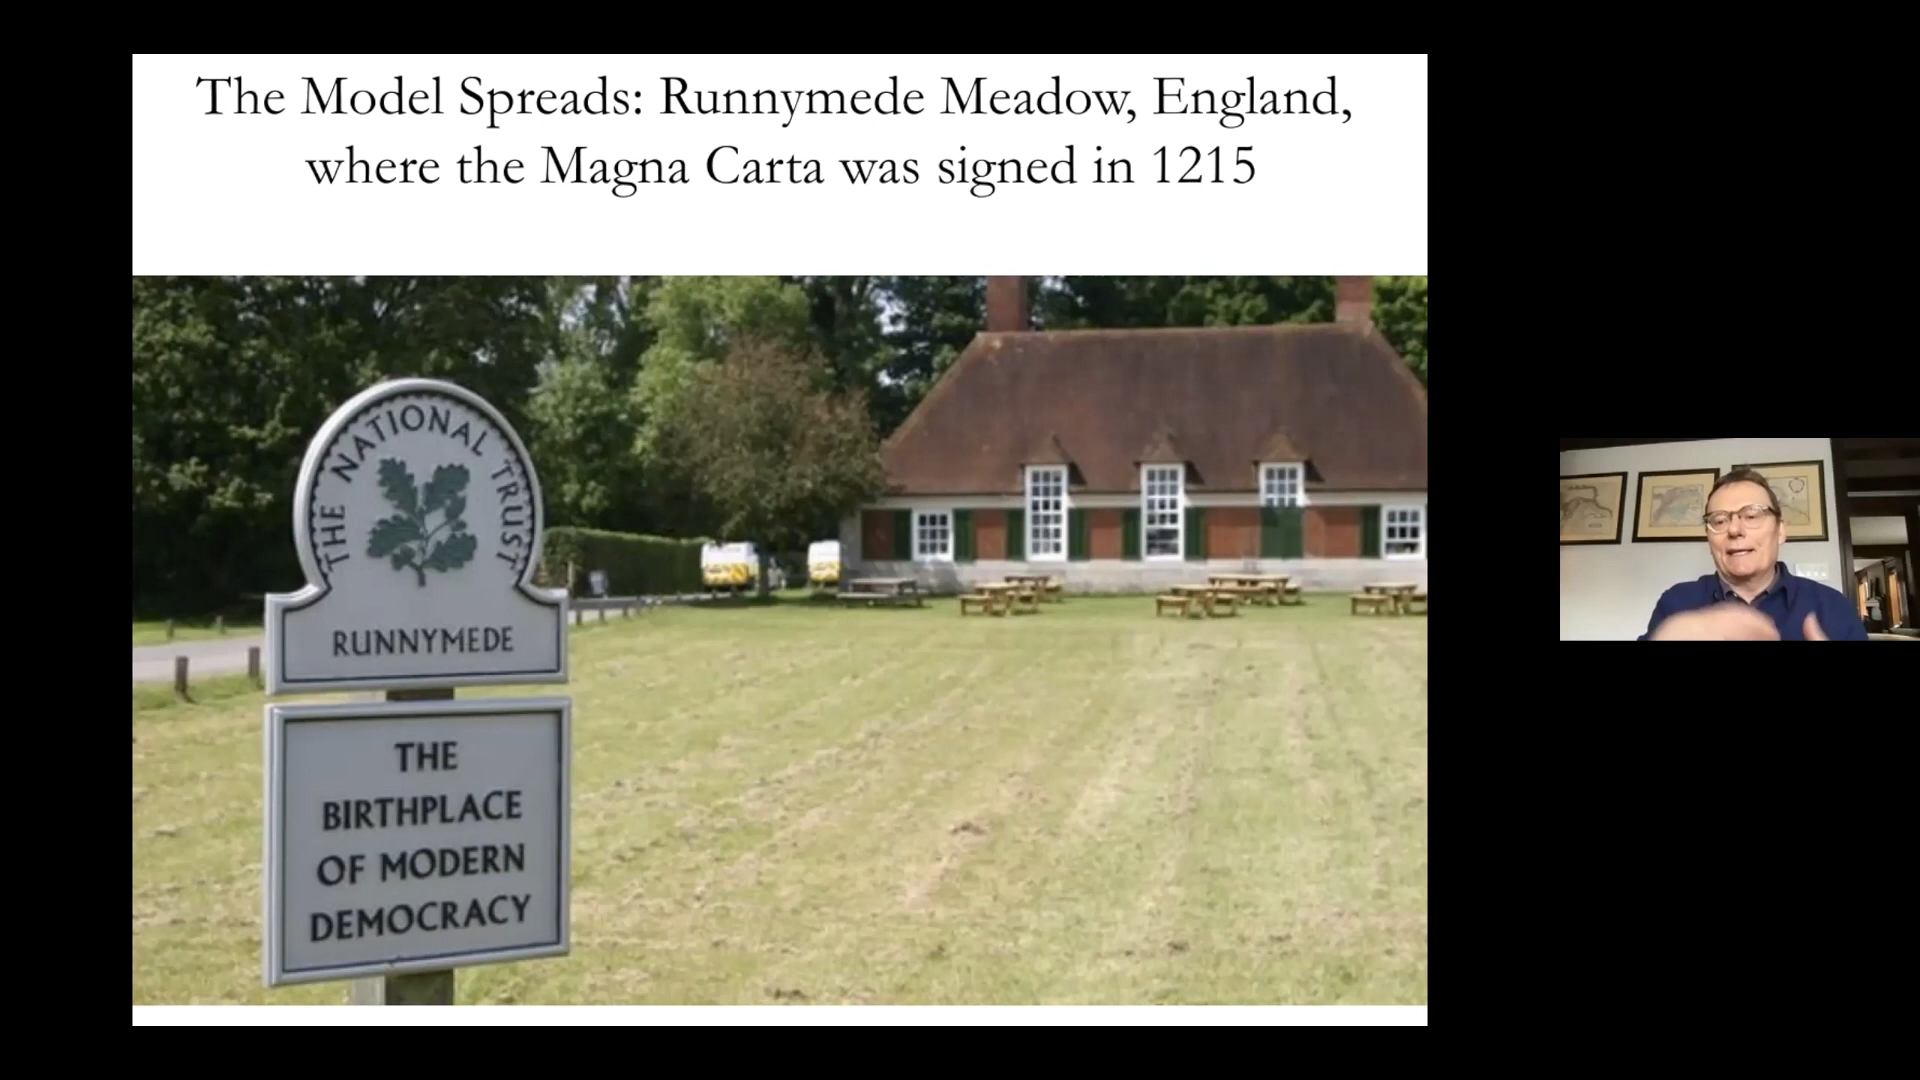 The Model Spreads: Runnymede Meadow, England,
where the Magna Carta was signed in 1215
THE NATIONAL TRUST
RUNNYMEDE
THE
BIRTHPLACE
OF MODERN
DEMOCRACY